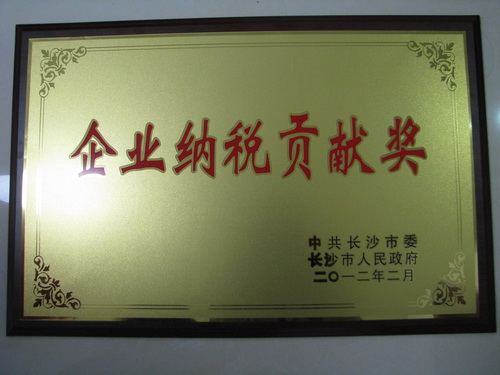 企业纳税贡献奖
中共长沙市委
长沙市人民政府
二〇一二年二月